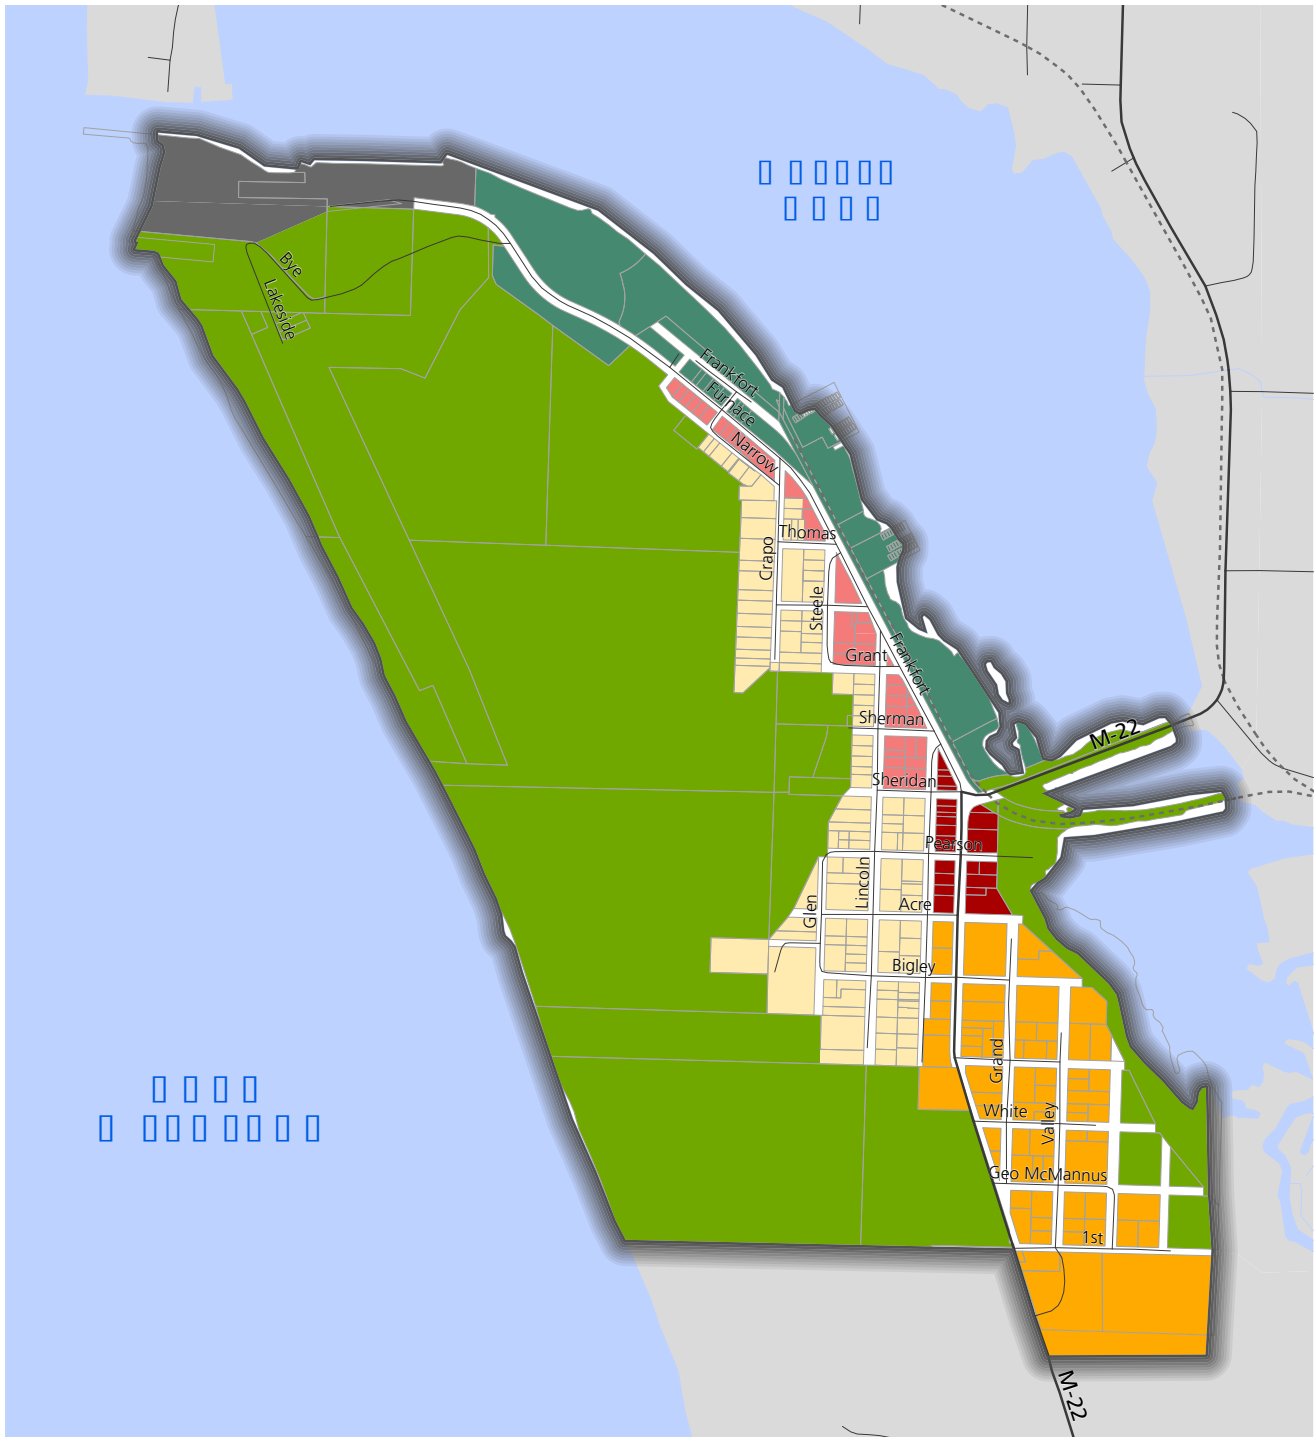 Bye
Lakeside
Frankfort
Furnace
Narrow
Thomas
Crapo
Steele
Grant
Frankfort
Sherman
M-22
Sheridan
Pearson
Lincoln
Acre
Glen
Bigley
Grand
White
Valley
Geo McMannus
1st
M-22